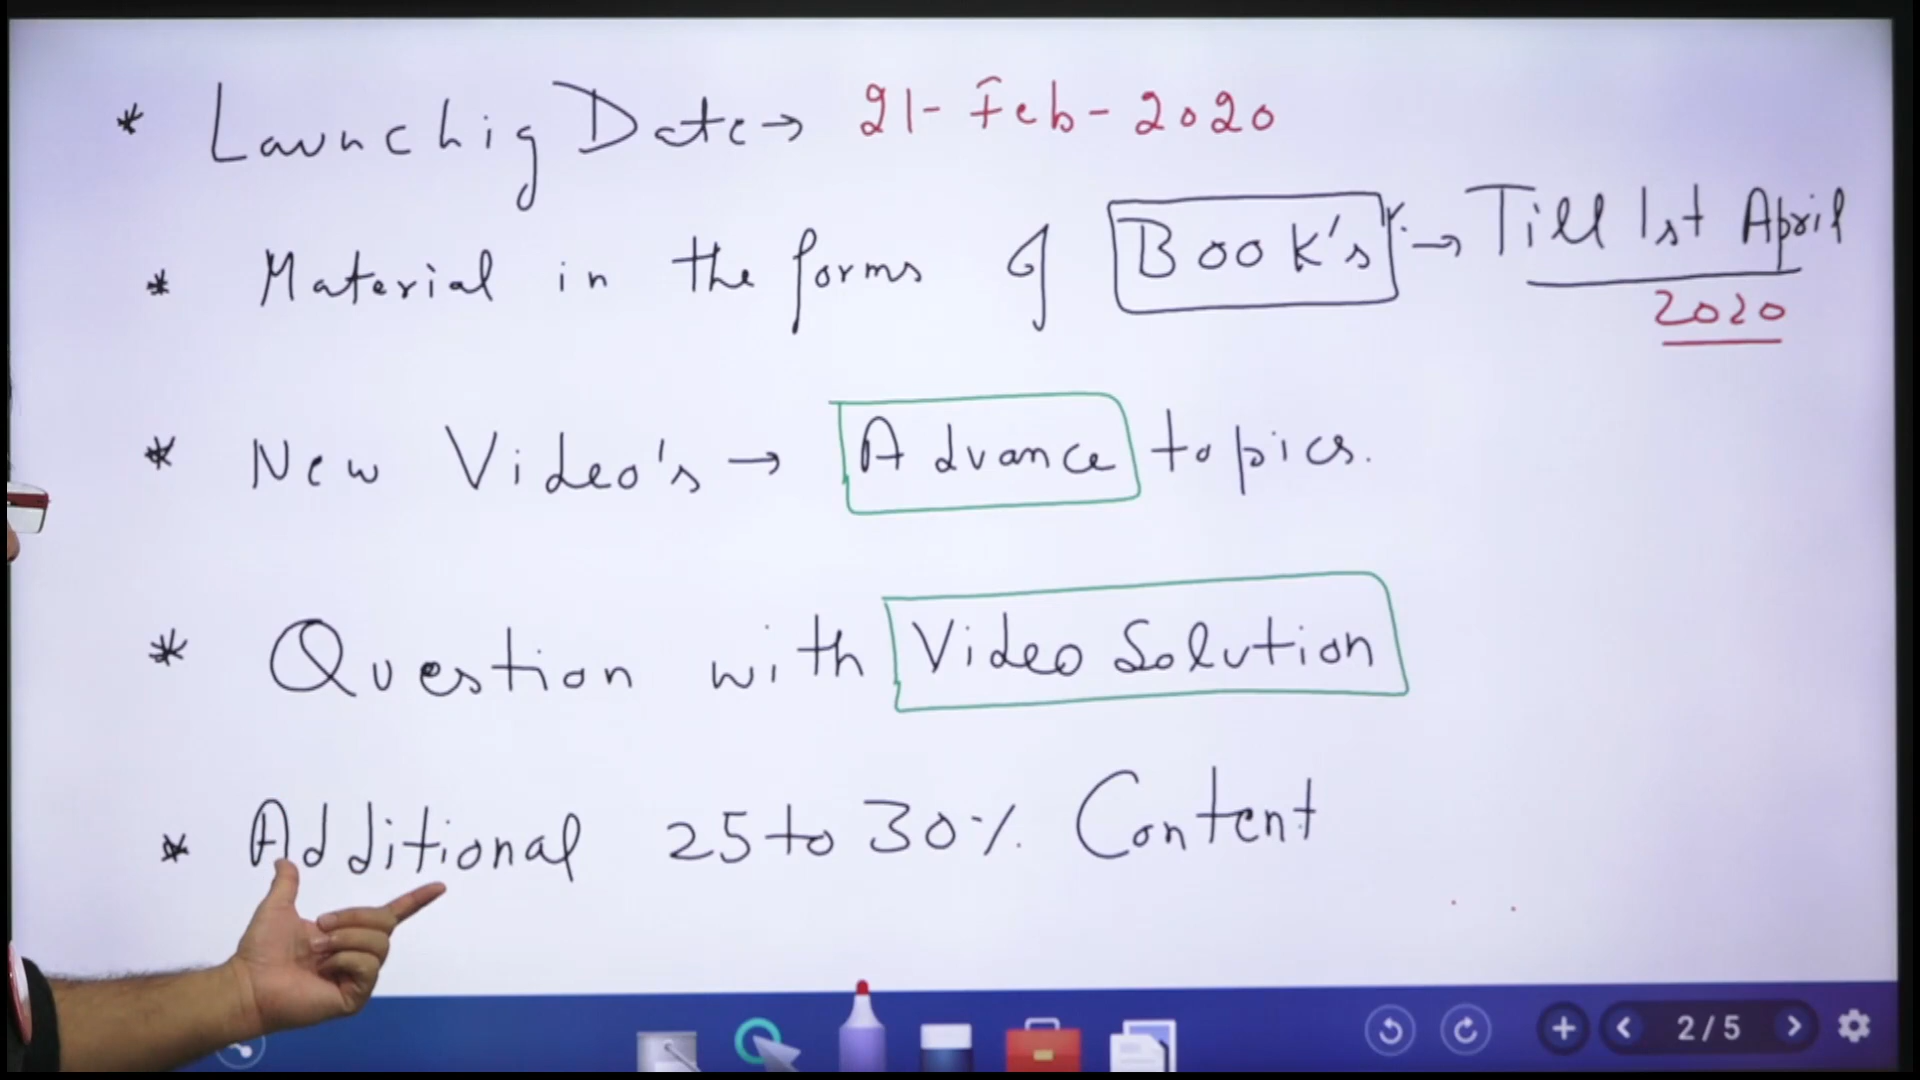 * Launchig Date → 21-Feb-2020
* Material in the forms of Book's → Till 1st April
2020
* New Video's → Advance topics.
* Question with Video Solution
* Additional 25 to 30% Content
2/5